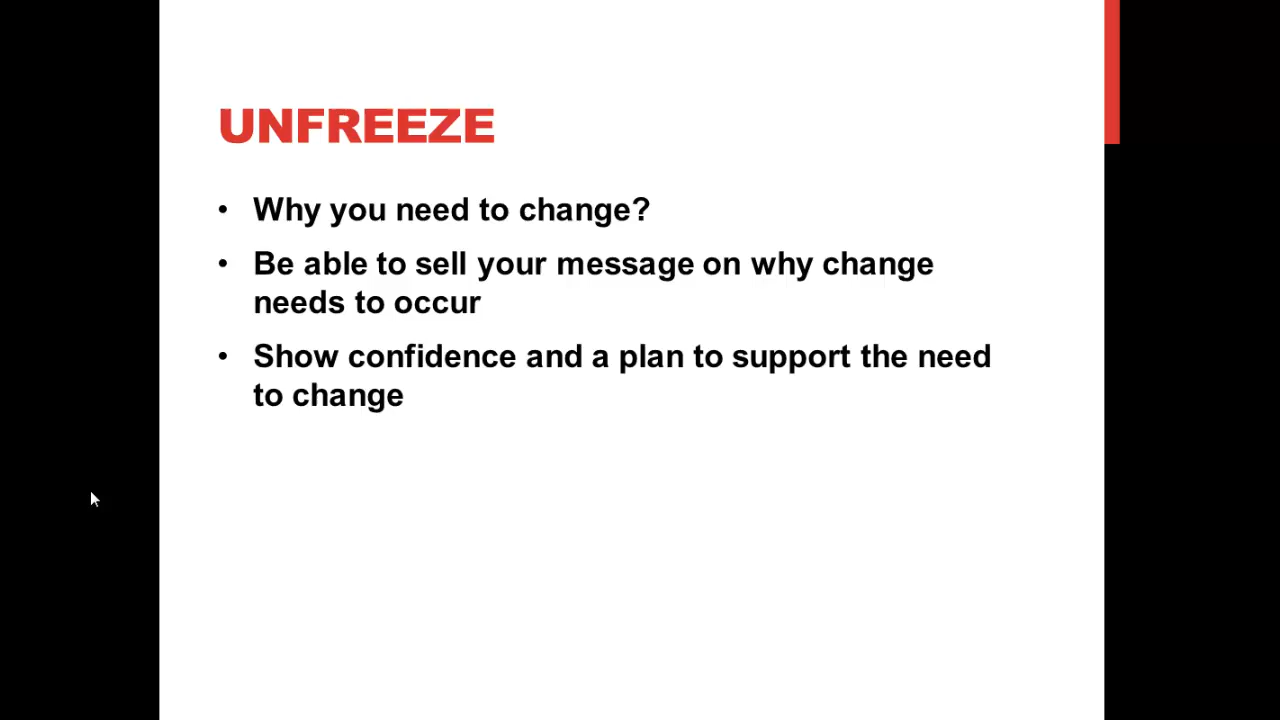 UNFREEZE
• Why you need to change?
• Be able to sell your message on why change
needs to occur
• Show confidence and a plan to support the need
to change